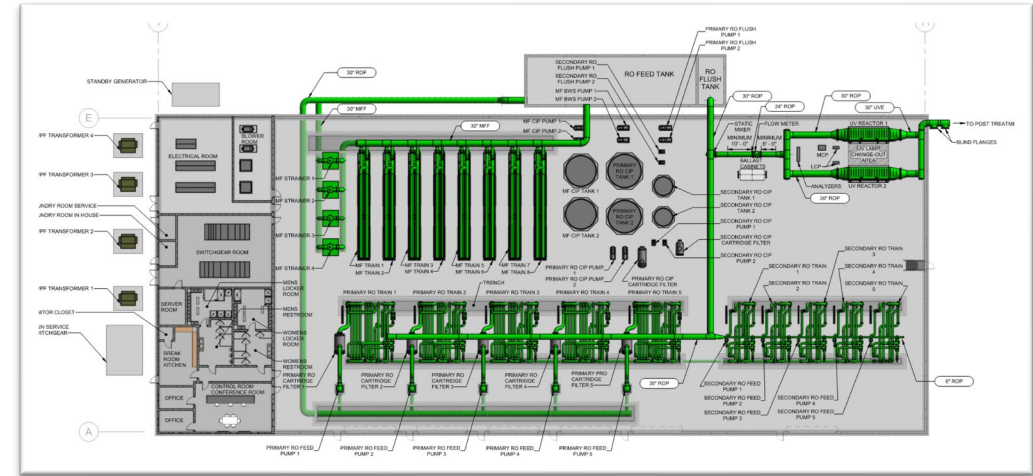 PRIMARY RO FLUSH
PUMP 1
PRIMARY RO FLUSH
PUMP 2
SECONDARY RO
FLUSH PUMP 1
SECONDARY RO
FLUSH PUMP 2
MF BWS PUMP 1
MF BWS PUMP 2
RO FEED TANK
RO
FLUSH
TANK
30" ROF
STANDBY GENERATOR
30" MFF
30" MFF
MF CIP PUMP 1
MF CIP PUMP 2
30" ROP
24" ROP
30" ROP
36" UVE
E
STATIC
MIXER
FLOW METER
MINIMUM
10' - 0"
MINIMUM
6' - 0"
UV REACTOR 1
BLIND FLANGES
PF TRANSFORMER 4
ELECTRICAL ROOM
BLOWER
ROOM
MF STRAINER 1
MF STRAINER 2
MF STRAINER 3
MF STRAINER 4
MF CIP
TANK 1
PRIMARY
RO CIP
TANK 1
BALLAST
CABINETS
MCP
LCP
UV LAMP
CHANGE-OUT
AREA
UV REACTOR 2
ANALYZERS
30" ROP
PF TRANSFORMER 3
SECONDARY RO CIP
TANK 1
SECONDARY RO CIP
TANK 2
SECONDARY RO CIP
PUMP 1
SECONDARY RO CIP
CARTRIDGE FILTER
SECONDARY RO CIP
PUMP 2
MF CIP TANK 2
PRIMARY
RO CIP
TANK 2
NDRY ROOM SERVICE
NDRY ROOM IN HOUSE
PF TRANSFORMER 2
SWITCHGEAR ROOM
MF TRAIN 1
MF TRAIN 2
MF TRAIN 3
MF TRAIN 4
MF TRAIN 5
MF TRAIN 6
MF TRAIN 7
MF TRAIN 8
PRIMARY RO CIP PUMP
1
PRIMARY RO CIP PUMP
2
PRIMARY RO CIP
CARTRIDGE FILTER
SECONDARY RO TRAIN
1
SECONDARY RO TRAIN
2
SECONDARY RO TRAIN
3
SECONDARY RO TRAIN
4
SECONDARY RO TRAIN
5
PF TRANSFORMER 1
SERVER
ROOM
MENS
LOCKER
ROOM
MENS
RESTROOM
WOMENS
LOCKER
ROOM
WOMENS
RESTROOM
TRENCH
PRIMARY RO TRAIN 1
PRIMARY RO TRAIN 2
PRIMARY RO TRAIN 3
PRIMARY RO TRAIN 4
PRIMARY RO TRAIN 5
ITOR CLOSET
IN SERVICE
BREAK
ROOM
KITCHEN
PRIMARY RO
CARTRIDGE
FILTER 1
PRIMARY RO
CARTRIDGE
FILTER 2
PRIMARY RO
CARTRIDGE
FILTER 3
PRIMARY RO
CARTRIDGE
FILTER 4
PRIMARY PRO
CARTRIDGE
FILTER 5
30" ROP
SECONDARY RO FEED
PUMP 1
SECONDARY RO FEED
PUMP 2
SECONDARY RO FEED
PUMP 3
SECONDARY RO FEED
PUMP 4
SECONDARY RO FEED
PUMP 5
6" ROP
OFFICE
OFFICE
CONTROL ROOM
CONFERENCE ROOM
A
PRIMARY RO FEED
PUMP 1
PRIMARY RO FEED
PUMP 2
PRIMARY RO FEED
PUMP 3
PRIMARY RO FEED
PUMP 4
PRIMARY RO FEED
PUMP 5